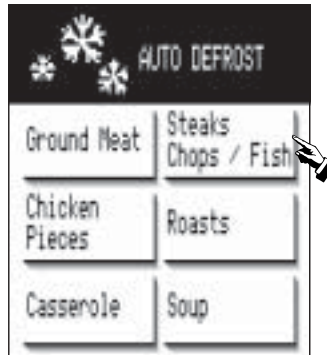 AUTO DEFROST
Ground Meat
Steaks
Chops / Fish
Chicken
Pieces
Roasts
Casserole
Soup